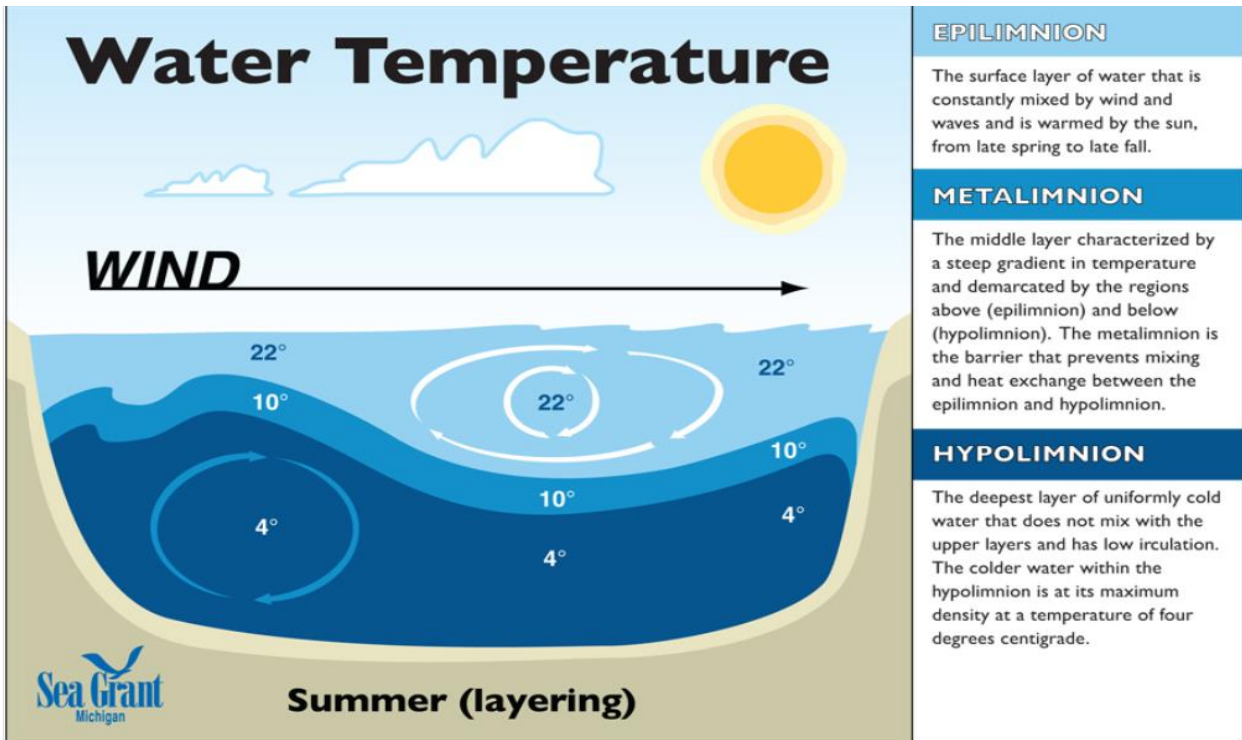 Water Temperature
WIND
22°
22°
22°
10°
10°
10°
4°
4°
4°
Sea Grant
Michigan
Summer (layering)
EPILIMNION
The surface layer of water that is
constantly mixed by wind and
waves and is warmed by the sun,
from late spring to late fall.
METALIMNION
The middle layer characterized by
a steep gradient in temperature
and demarcated by the regions
above (epilimnion) and below
(hypolimnion). The metalimnion is
the barrier that prevents mixing
and heat exchange between the
epilimnion and hypolimnion.
HYPOLIMNION
The deepest layer of uniformly cold
water that does not mix with the
upper layers and has low irculation.
The colder water within the
hypolimnion is at its maximum
density at a temperature of four
degrees centigrade.